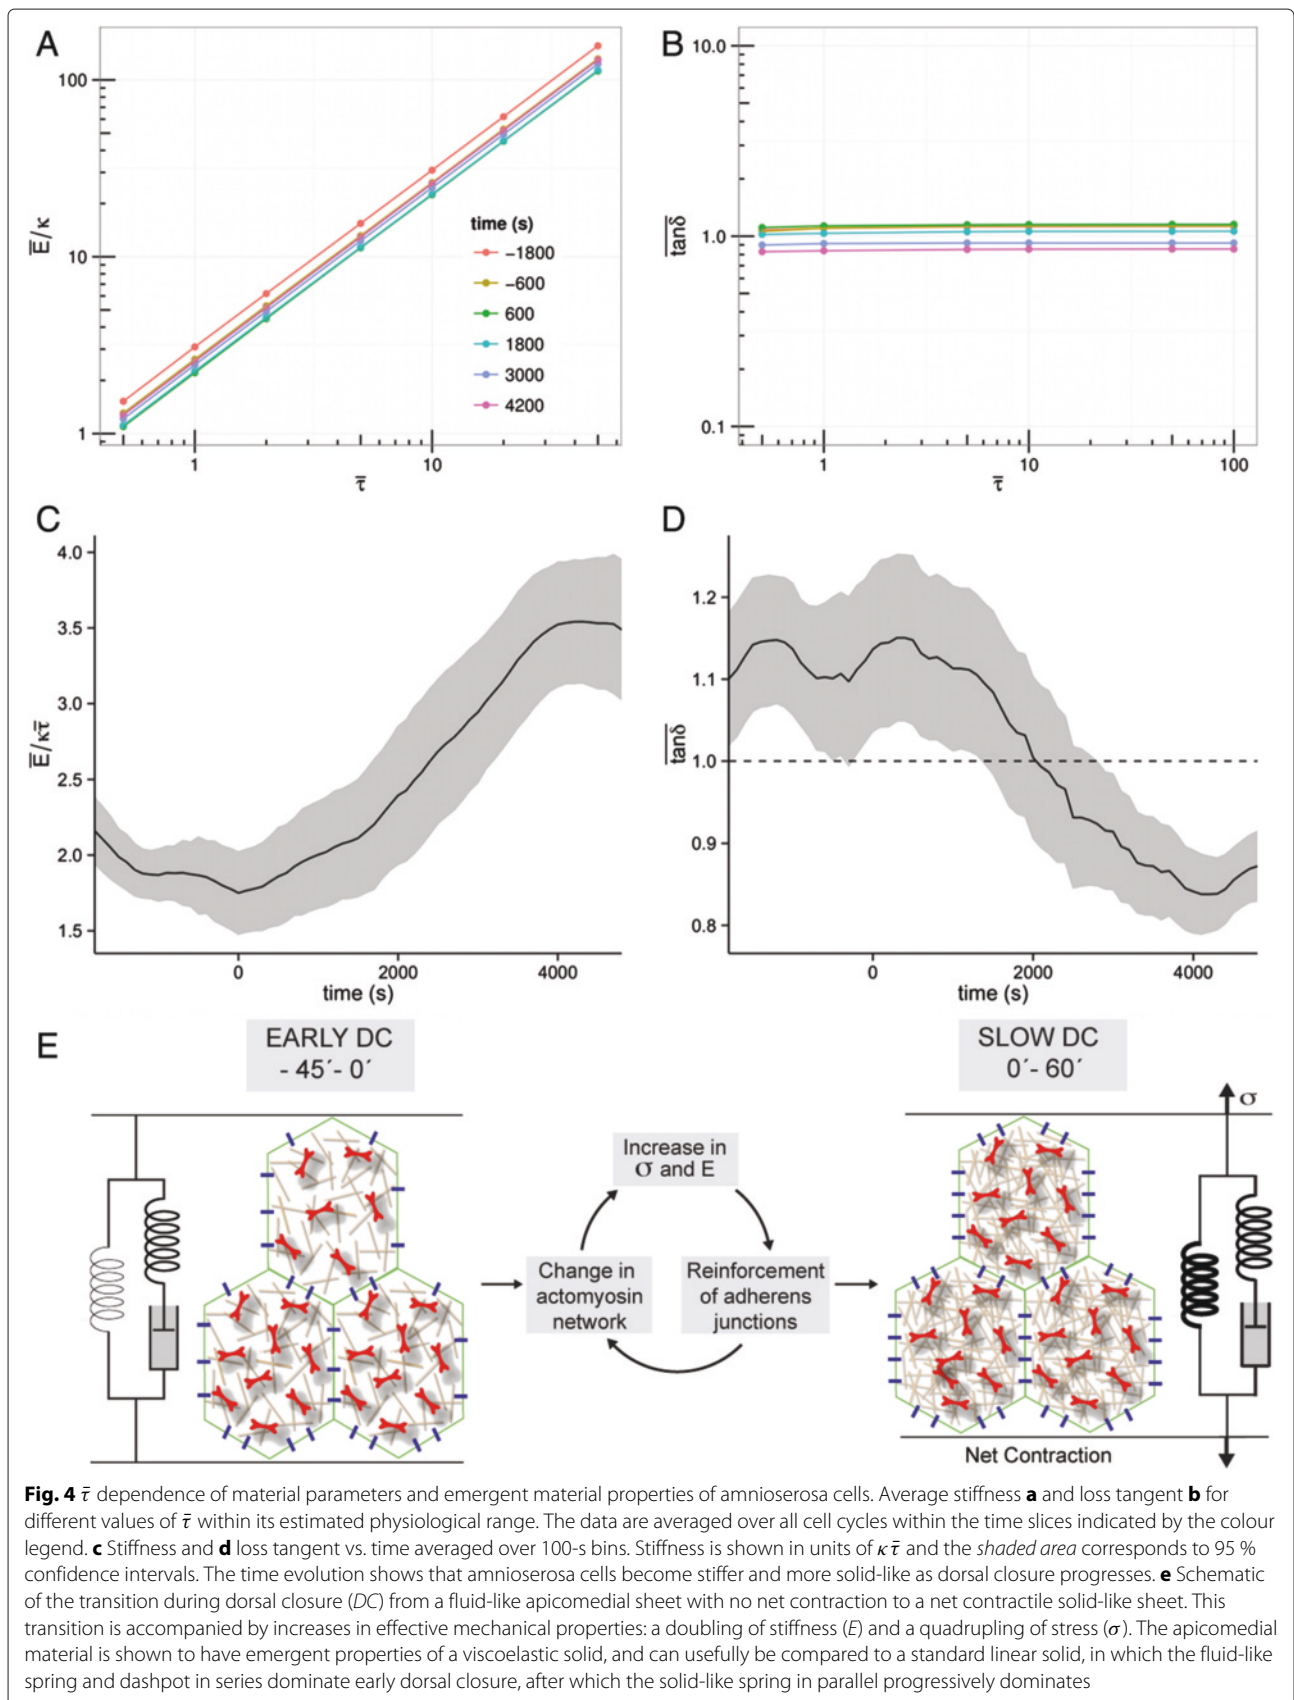 A
100
10
1
E̅/κ
1
10
τ̅
time (s)
−1800
−600
600
1800
3000
4200
B
10.0
1.0
0.1
tanδ
1
10
100
τ̅
C
4.0
3.5
3.0
2.5
2.0
1.5
E̅/κτ̅
0
2000
4000
time (s)
D
1.2
1.1
1.0
0.9
0.8
tanδ
0
2000
4000
time (s)
E
EARLY DC
- 45´- 0´
SLOW DC
0´- 60´
σ
Increase in
σ and E
Change in
actomyosin
network
Reinforcement
of adherens
junctions
Net Contraction
Fig. 4 τ̅ dependence of material parameters and emergent material properties of amnioserosa cells. Average stiffness a and loss tangent b for
different values of τ̅ within its estimated physiological range. The data are averaged over all cell cycles within the time slices indicated by the colour
legend. c Stiffness and d loss tangent vs. time averaged over 100-s bins. Stiffness is shown in units of κτ̅ and the shaded area corresponds to 95 %
confidence intervals. The time evolution shows that amnioserosa cells become stiffer and more solid-like as dorsal closure progresses. e Schematic
of the transition during dorsal closure (DC) from a fluid-like apicomedial sheet with no net contraction to a net contractile solid-like sheet. This
transition is accompanied by increases in effective mechanical properties: a doubling of stiffness (E) and a quadrupling of stress (σ). The apicomedial
material is shown to have emergent properties of a viscoelastic solid, and can usefully be compared to a standard linear solid, in which the fluid-like
spring and dashpot in series dominate early dorsal closure, after which the solid-like spring in parallel progressively dominates